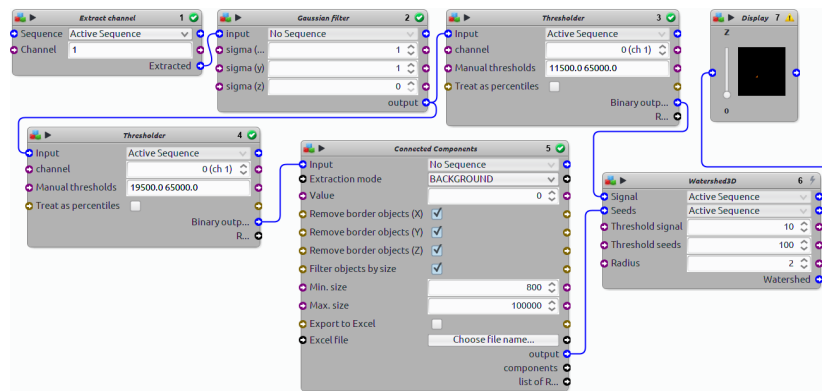 Extract channel 1
Sequence Active Sequence
Channel 1
Extracted
Gaussian filter 2
input No Sequence
sigma (... 1
sigma (y) 1
sigma (z) 0
output
Thresholder 3
Input Active Sequence
channel 0 (ch 1)
Manual thresholds 11500.0 65000.0
Treat as percentiles
Binary outp...
R...
Display 7
Z
0
Thresholder 4
Input Active Sequence
channel 0 (ch 1)
Manual thresholds 19500.0 65000.0
Treat as percentiles
Binary outp...
R...
Connected Components 5
Input No Sequence
Extraction mode BACKGROUND
Value 0
Remove border objects (X)
Remove border objects (Y)
Remove border objects (Z)
Filter objects by size
Min. size 800
Max. size 100000
Export to Excel
Excel file Choose file name...
output
components
list of R...
Watershed3D 6
Signal Active Sequence
Seeds Active Sequence
Threshold signal 10
Threshold seeds 100
Radius 2
Watershed